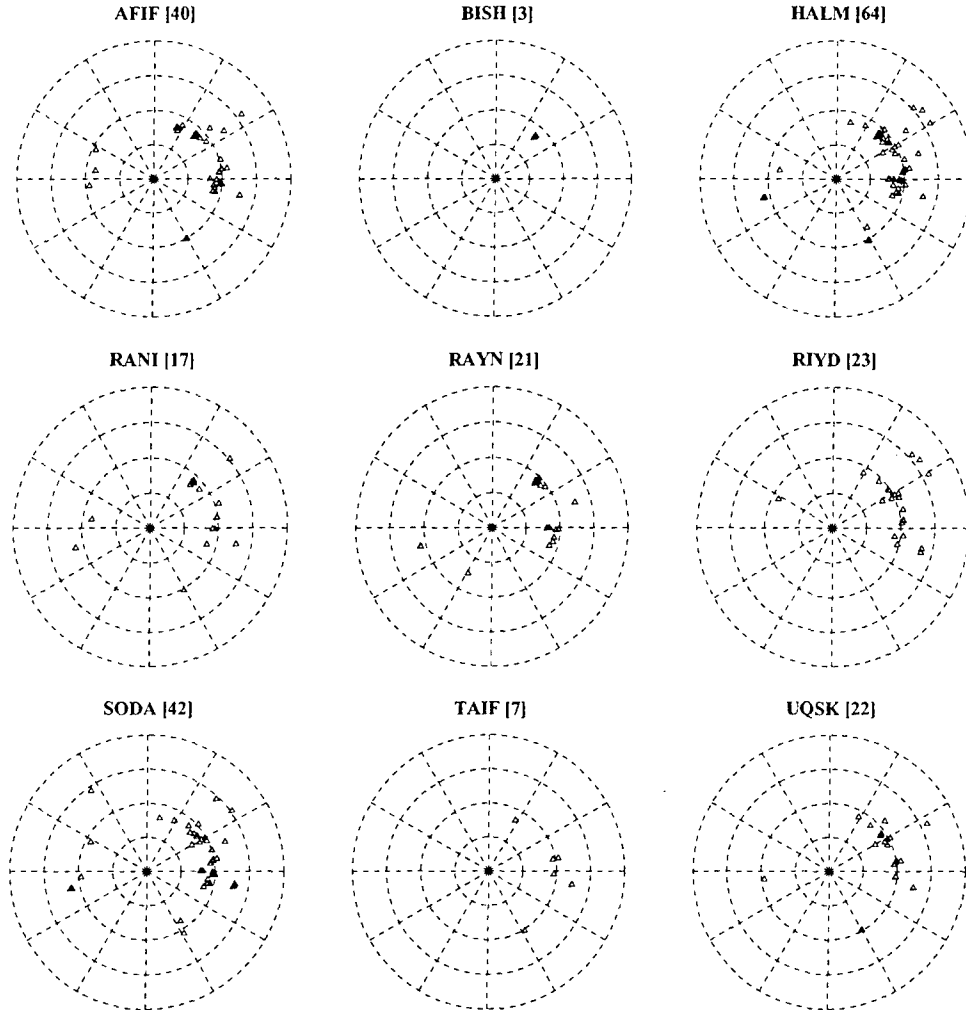 AFIF [40]
BISH [3]
HALM [64]
RANI [17]
RAYN [21]
RIYD [23]
SODA [42]
TAIF [7]
UQSK [22]